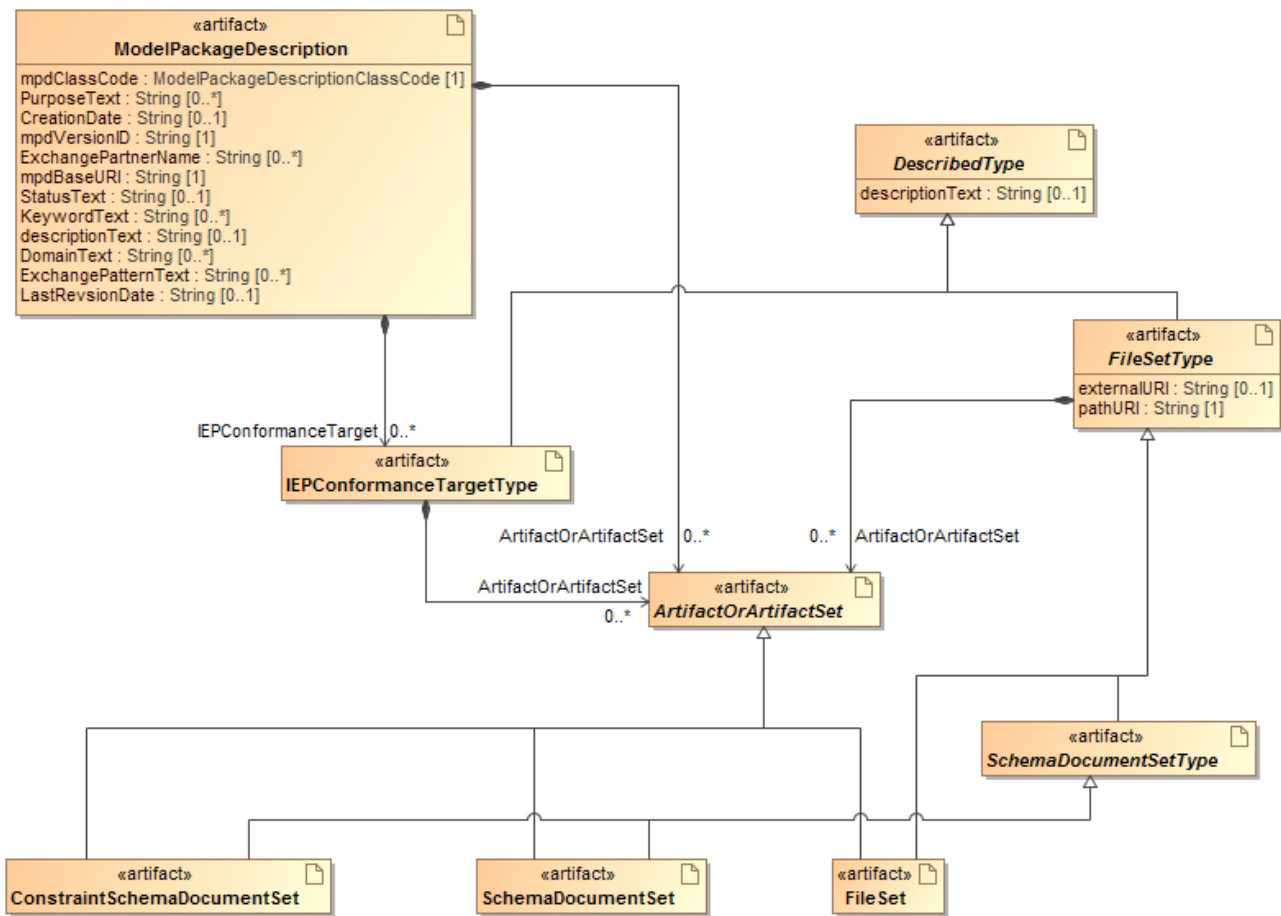 «artifact»
ModelPackageDescription
mpdClassCode : ModelPackageDescriptionClassCode [1]
PurposeText : String [0..*]
CreationDate : String [0..1]
mpdVersionID : String [1]
ExchangePartnerName : String [0..*]
mpdBaseURI : String [1]
StatusText : String [0..1]
KeywordText : String [0..*]
descriptionText : String [0..1]
DomainText : String [0..*]
ExchangePatternText : String [0..*]
LastRevsionDate : String [0..1]
«artifact»
DescribedType
descriptionText : String [0..1]
«artifact»
FileSetType
externalURI : String [0..1]
pathURI : String [1]
IEPConformanceTarget 0..*
«artifact»
IEPConformanceTargetType
ArtifactOrArtifactSet 0..*
0..* ArtifactOrArtifactSet
ArtifactOrArtifactSet
0..*
«artifact»
ArtifactOrArtifactSet
«artifact»
SchemaDocumentSetType
«artifact»
ConstraintSchemaDocumentSet
«artifact»
SchemaDocumentSet
«artifact»
FileSet